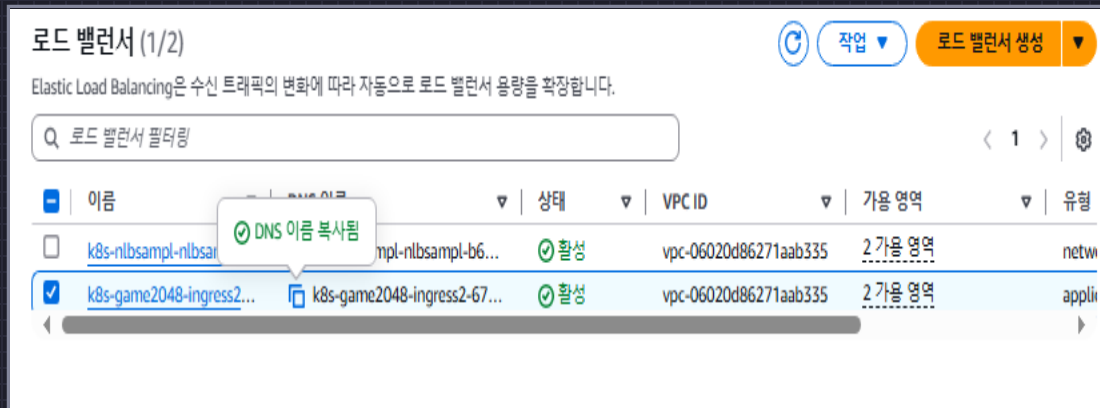 로드 밸런서 (1/2)
작업
로드 밸런서 생성
Elastic Load Balancing은 수신 트래픽의 변화에 따라 자동으로 로드 밸런서 용량을 확장합니다.
로드 밸런서 필터링
1
이름
상태
VPC ID
가용 영역
유형
DNS 이름 복사됨
k8s-nlbsampl-nlbsa
mpl-nlbsampl-b6...
활성
vpc-06020d86271aab335
2 가용 영역
netw
k8s-game2048-ingress2...
k8s-game2048-ingress2-67...
활성
vpc-06020d86271aab335
2 가용 영역
appli